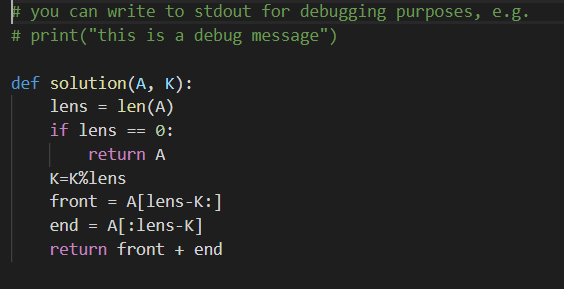 # you can write to stdout for debugging purposes, e.g.
# print("this is a debug message")

def solution(A, K):
    lens = len(A)
    if lens == 0:
        return A
    K=K%lens
    front = A[lens-K:]
    end = A[:lens-K]
    return front + end